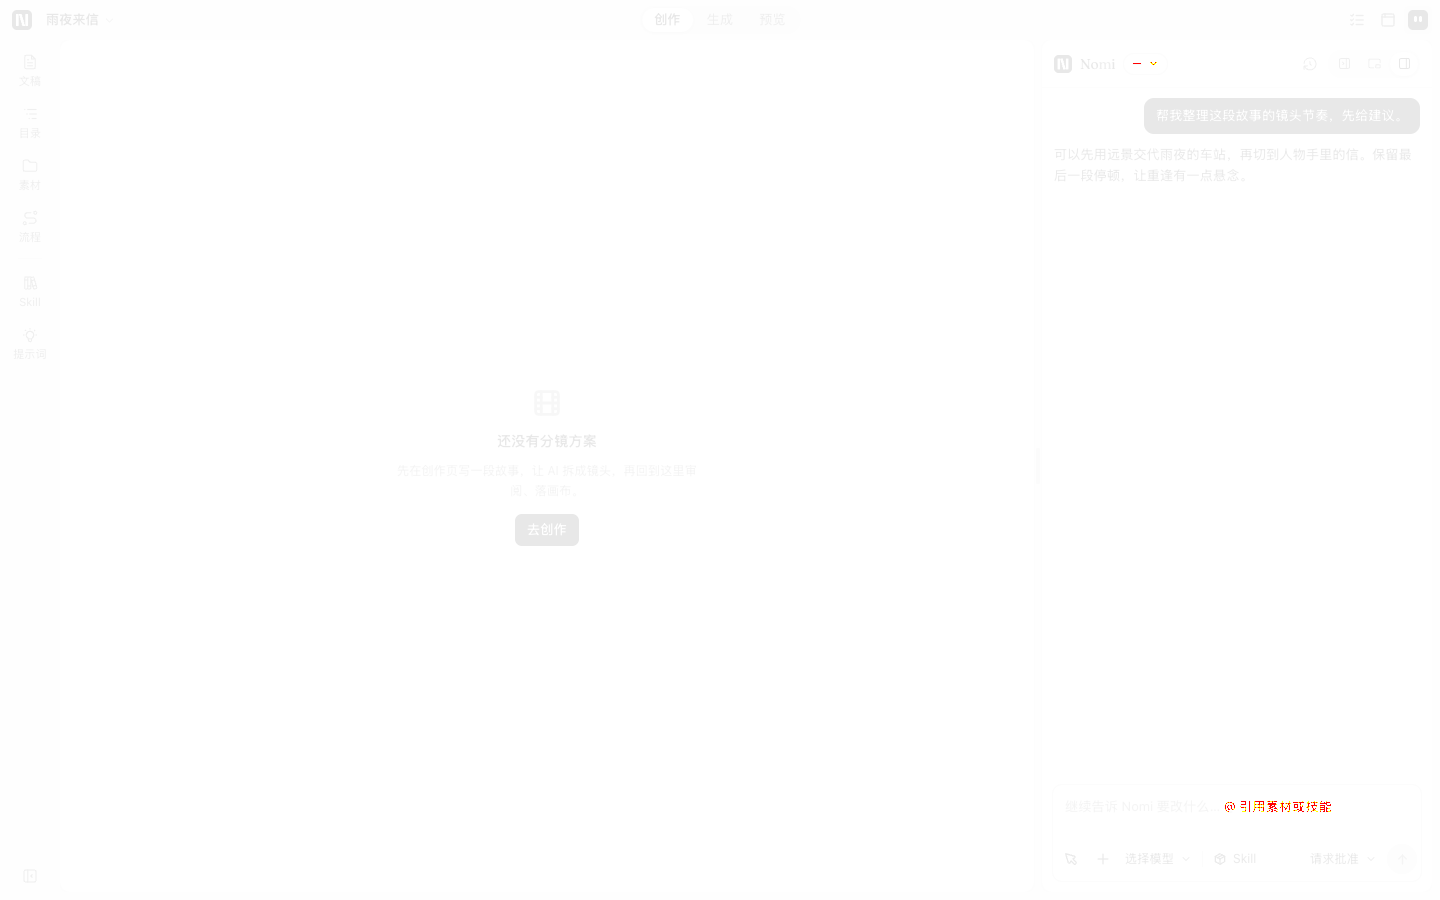 雨夜来信
创作 生成 预览
文稿
目录
素材
流程
Skill
提示词
还没有分镜方案
先在创作页写一段故事，让 AI 拆成镜头，再回到这里审
阅、落画布。
去创作
Nomi
帮我整理这段故事的镜头节奏，先给建议。
可以先用远景交代雨夜的车站，再切到人物手里的信。保留最
后一段停顿，让重逢有一点悬念。
继续告诉 Nomi 要改什么… @ 引用素材或技能
选择模型 Skill 请求批准